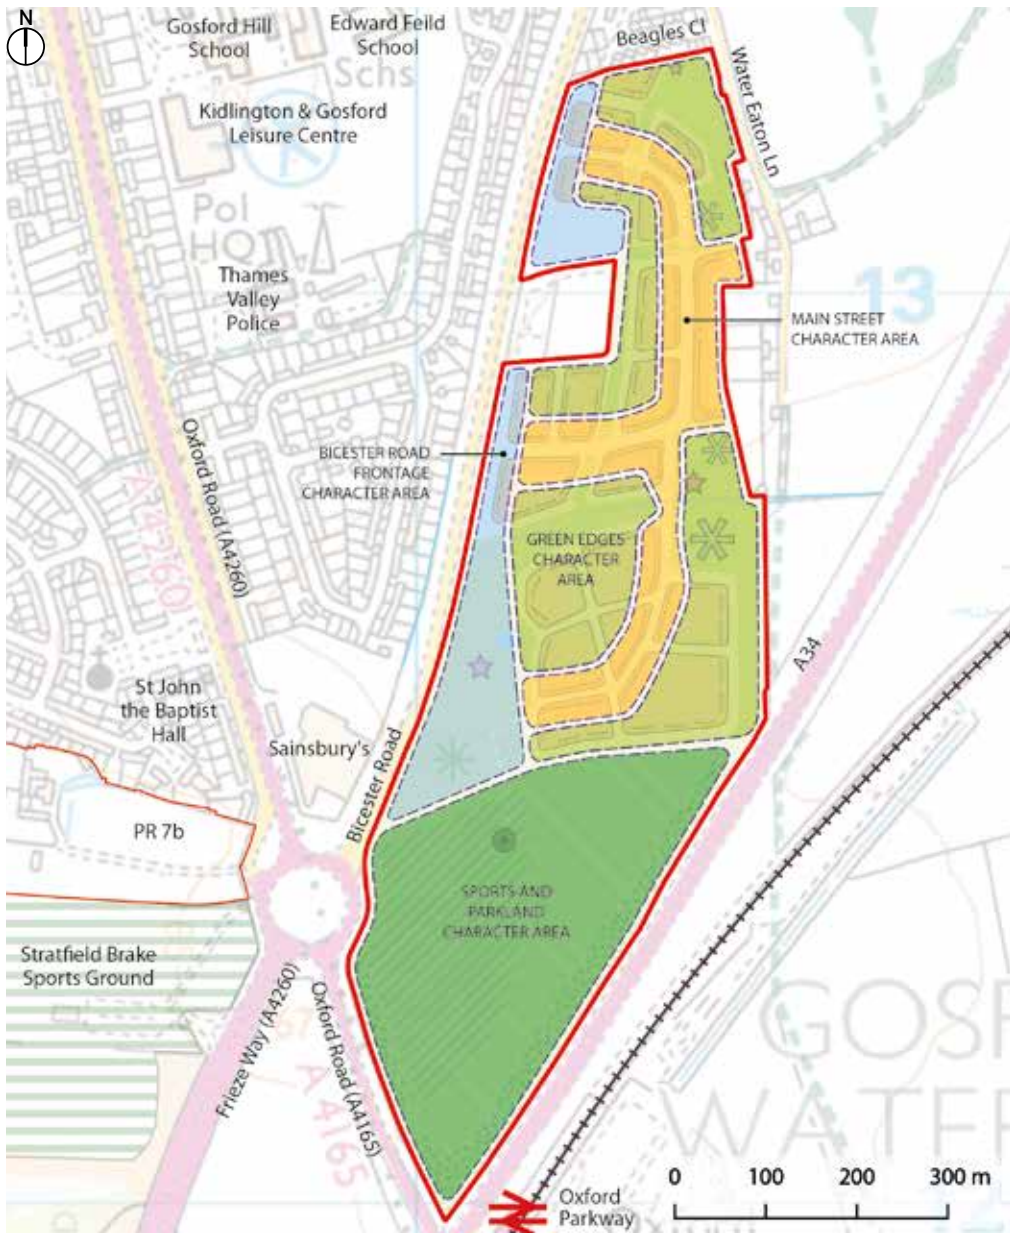 N
Gosford Hill
School
Edward Feild
School
Schs
Beagles Cl
Water Eaton Ln
Kidlington & Gosford
Leisure Centre
Pol
HQ
Thames
Valley
Police
13
MAIN STREET
CHARACTER AREA
Oxford Road (A4260)
A 4260
BICESTER ROAD
FRONTAGE
CHARACTER AREA
GREEN EDGES
CHARACTER
AREA
A34
St John
the Baptist
Hall
Sainsbury's
Bicester Road
PR 7b
SPORTS AND
PARKLAND
CHARACTER AREA
Stratfield Brake
Sports Ground
Frieze Way (A4260)
Oxford Road (A4165)
A 4165
GOSF
WATER
0 100 200 300 m
Oxford
Parkway